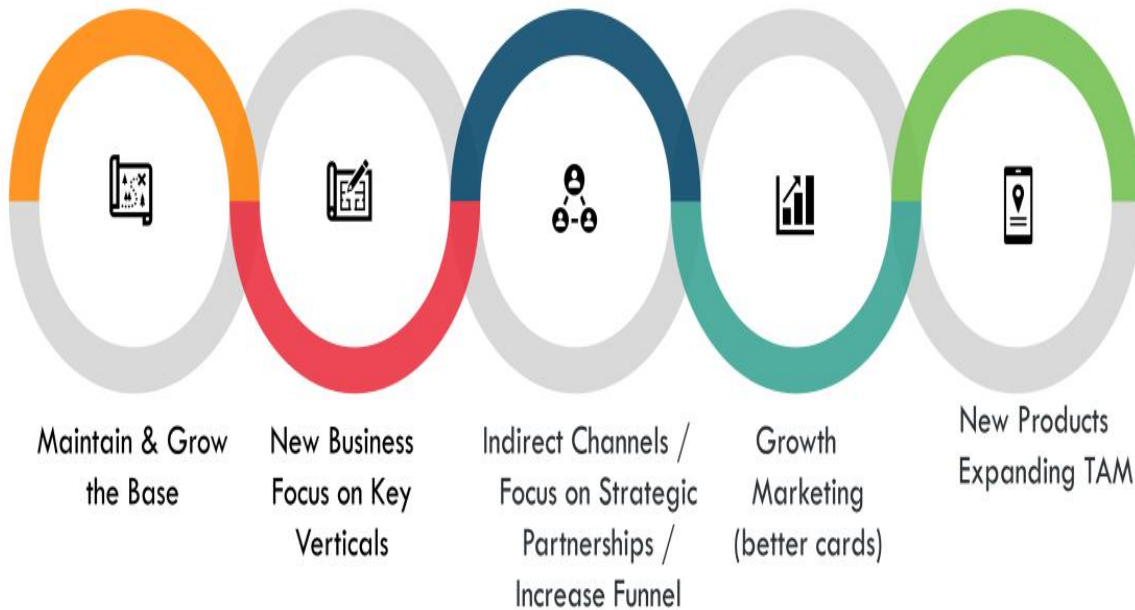 Maintain & Grow
the Base
New Business
Focus on Key
Verticals
Indirect Channels /
Focus on Strategic
Partnerships /
Increase Funnel
Growth
Marketing
(better cards)
New Products
Expanding TAM